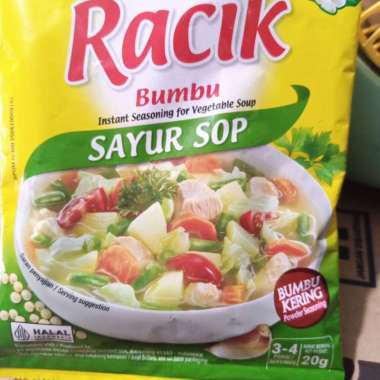 Racik
Bumbu
Instant Seasoning for Vegetable Soup
SAYUR SOP
Saran penyajian / Serving suggestion
BUMBU
KERING
Powder Seasoning
HALAL
INDONESIA
3-4
20g